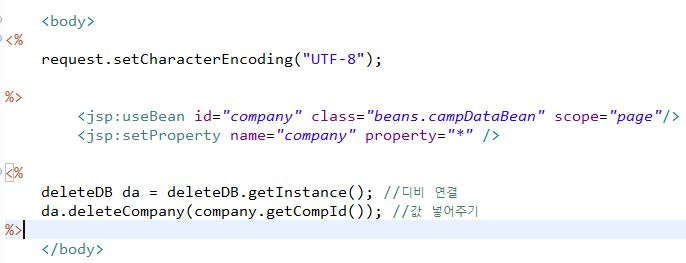 <body>
<%
request.setCharacterEncoding("UTF-8");
%>
<jsp:useBean id="company" class="beans.campDataBean" scope="page"/>
<jsp:setProperty name="company" property="*" />
<%
deleteDB da = deleteDB.getInstance(); //디비 연결
da.deleteCompany(company.getCompId()); //값 넣어주기
%>
</body>